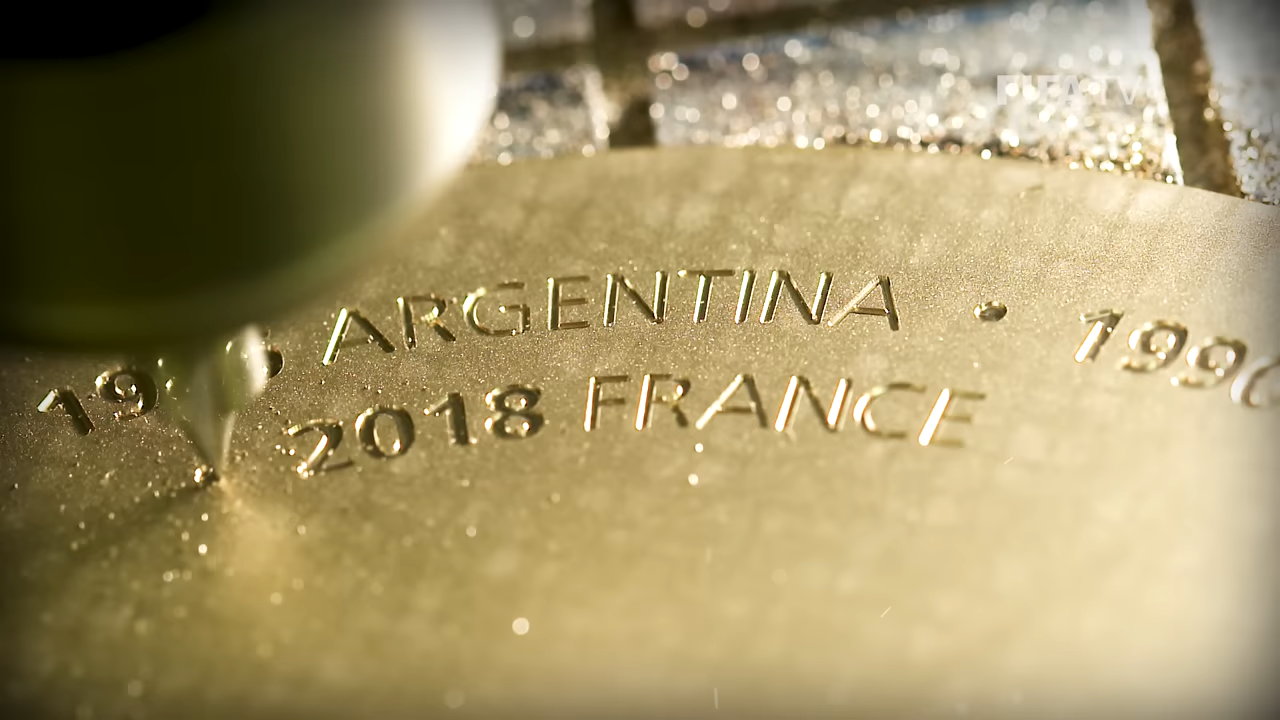 FIFA TV
ARGENTINA • 199
2018 FRANCE